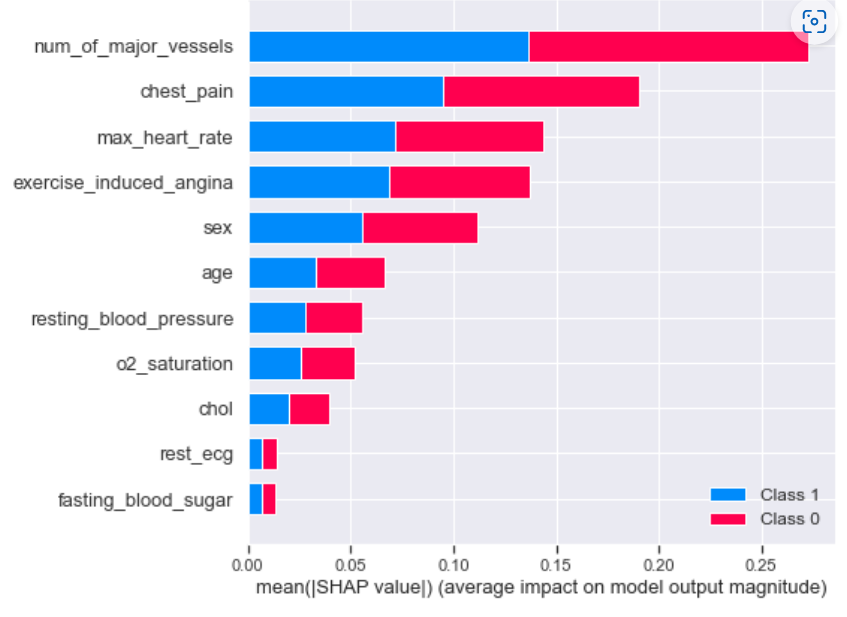 num_of_major_vessels
chest_pain
max_heart_rate
exercise_induced_angina
sex
age
resting_blood_pressure
o2_saturation
chol
rest_ecg
fasting_blood_sugar
Class 1
Class 0
0.00 0.05 0.10 0.15 0.20 0.25
mean(|SHAP value|) (average impact on model output magnitude)